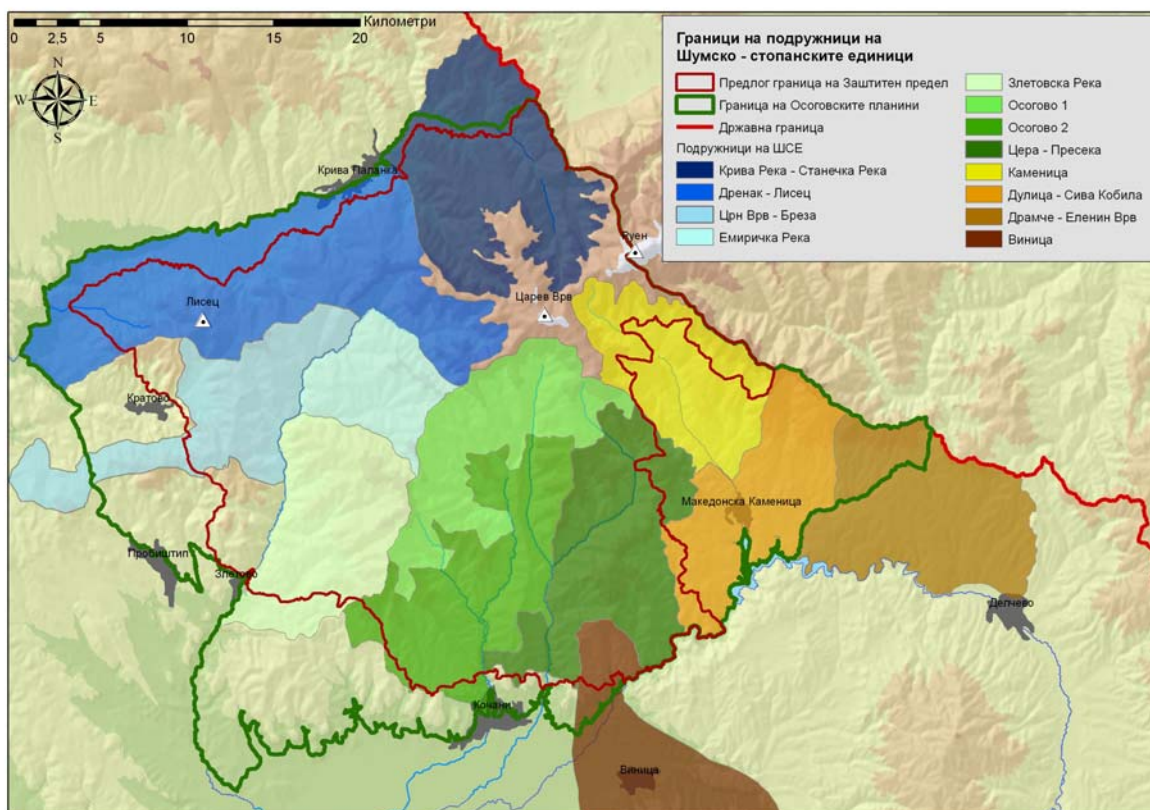 Километри
0 2,5 5 10 20
N
W E
S
Граници на подружници на
Шумско - стопанските единици
Предлог граница на Заштитен предел
Граница на Осоговските планини
Државна граница
Подружници на ШСЕ
Крива Река - Станечка Река
Дренак - Лисец
Црн Врв - Бреза
Емиричка Река
Злетовска Река
Осогово 1
Осогово 2
Цера - Пресека
Каменица
Дулица - Сива Кобила
Драмче - Еленин Врв
Виница
Крива Паланка
Руен
Царев Врв
Лисец
Кратово
Македонска Каменица
Пробиштип
Злетово
Делчево
Кочани
Виница